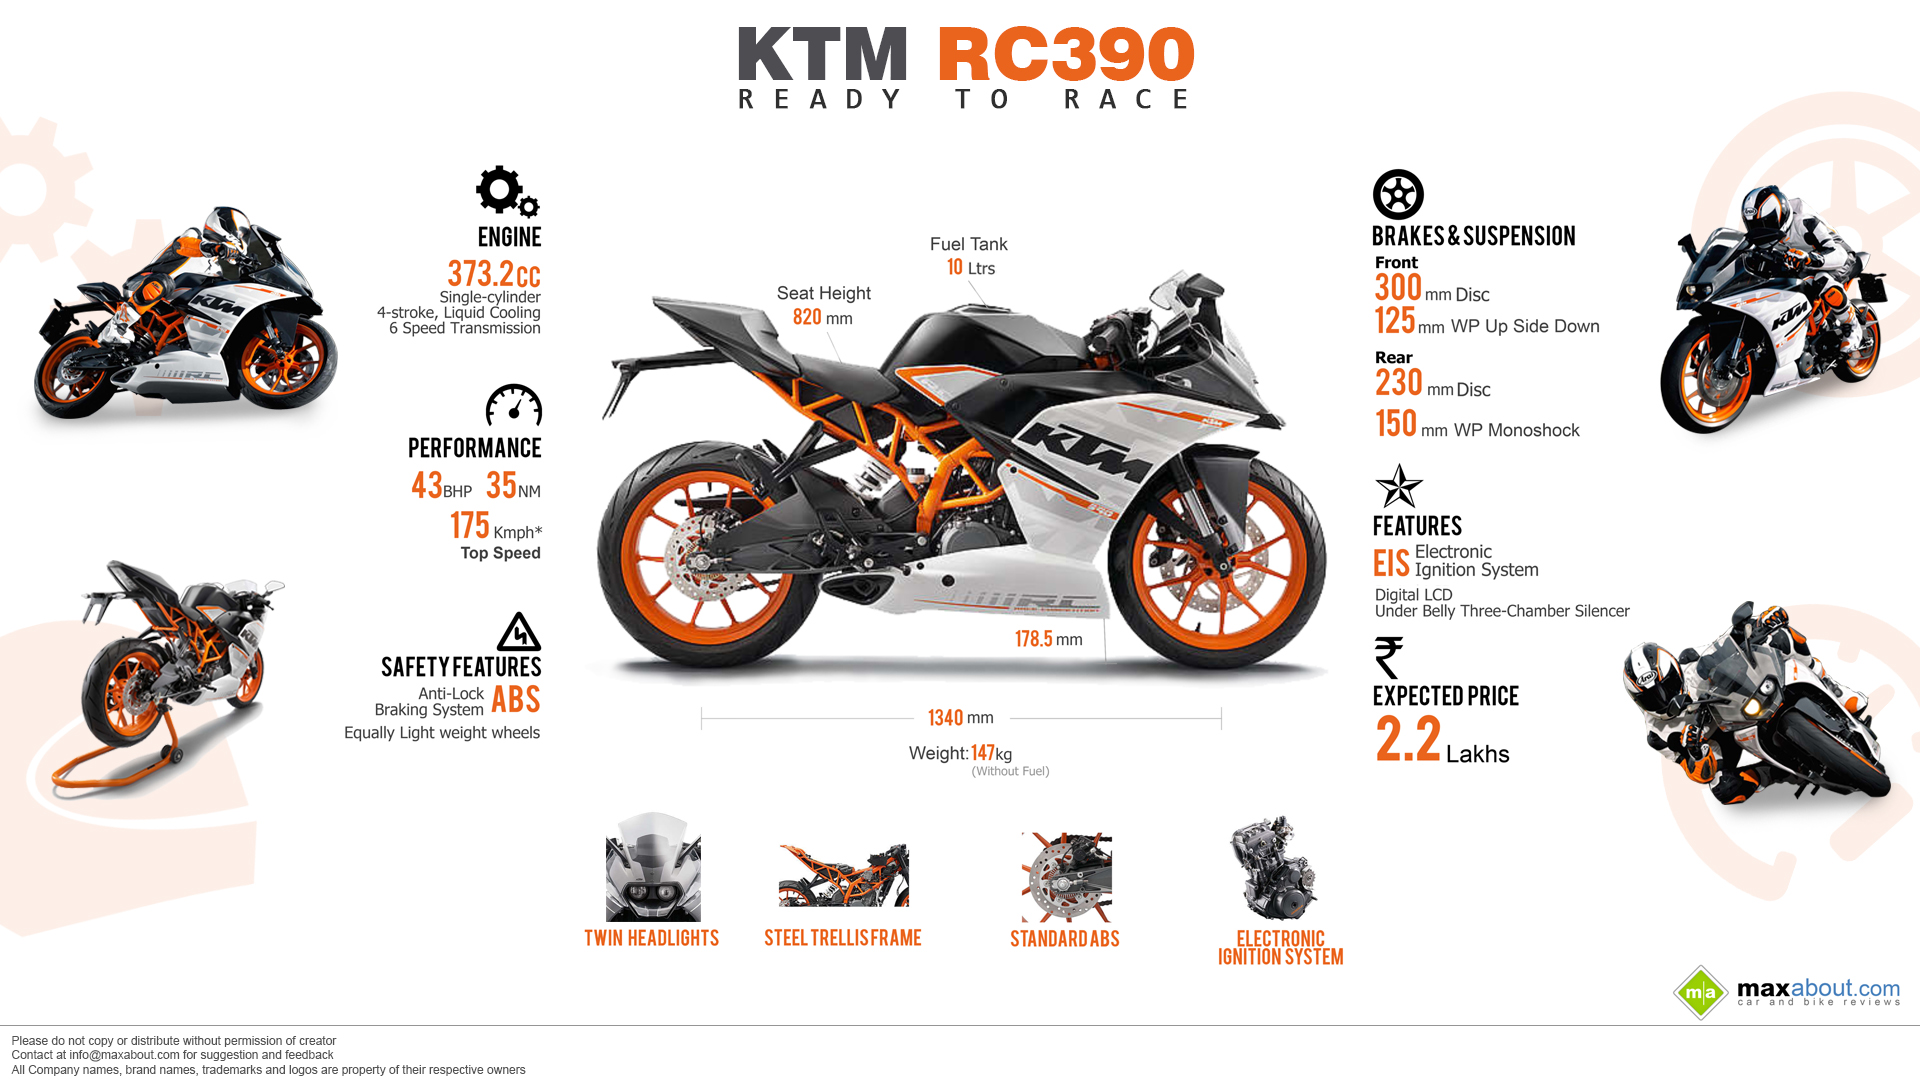 KTM RC390
READY TO RACE
ENGINE
373.2CC
Single-cylinder
4-stroke, Liquid Cooling
6 Speed Transmission
PERFORMANCE
43BHP 35NM
175 Kmph*
Top Speed
SAFETY FEATURES
Anti-Lock
Braking System ABS
Equally Light weight wheels
Fuel Tank
10 Ltrs
Seat Height
820 mm
KTM
RC
178.5 mm
1340 mm
Weight: 147kg
(Without Fuel)
BRAKES & SUSPENSION
Front
300 mm Disc
125 mm WP Up Side Down
Rear
230 mm Disc
150 mm WP Monoshock
FEATURES
EIS Electronic
Ignition System
Digital LCD
Under Belly Three-Chamber Silencer
₹
EXPECTED PRICE
2.2 Lakhs
TWIN HEADLIGHTS
STEEL TRELLIS FRAME
STANDARD ABS
ELECTRONIC
IGNITION SYSTEM
m|a maxabout.com
car and bike reviews
Please do not copy or distribute without permission of creator
Contact at info@maxabout.com for suggestion and feedback
All Company names, brand names, trademarks and logos are property of their respective owners